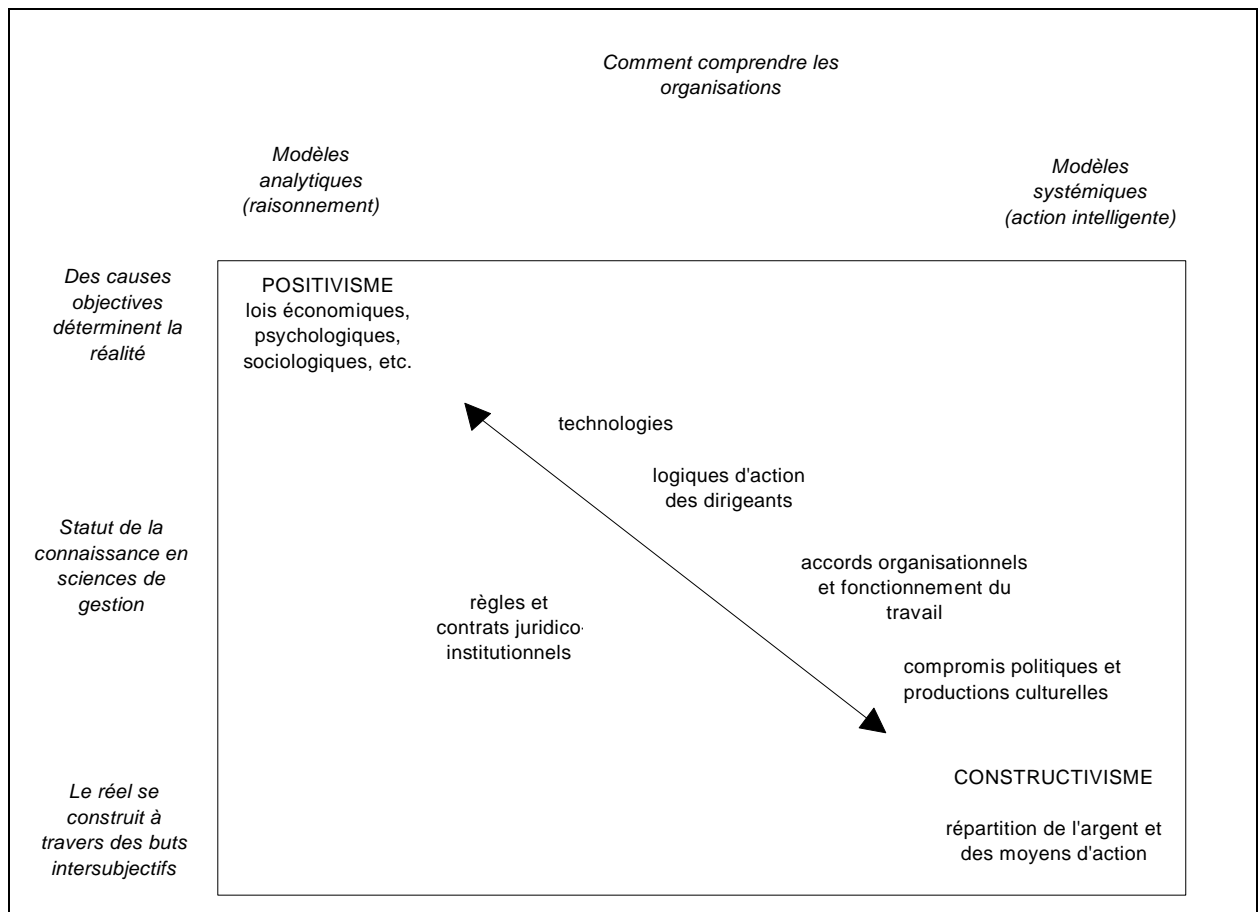 Comment comprendre les
organisations
Modèles
analytiques
(raisonnement)
Modèles
systémiques
(action intelligente)
Des causes
objectives
déterminent la
réalité
POSITIVISME
lois économiques,
psychologiques,
sociologiques, etc.
technologies
logiques d'action
des dirigeants
Statut de la
connaissance en
sciences de
gestion
accords organisationnels
et fonctionnement du
travail
règles et
contrats juridico-
institutionnels
compromis politiques et
productions culturelles
CONSTRUCTIVISME
Le réel se
construit à
travers des buts
intersubjectifs
répartition de l'argent et
des moyens d'action